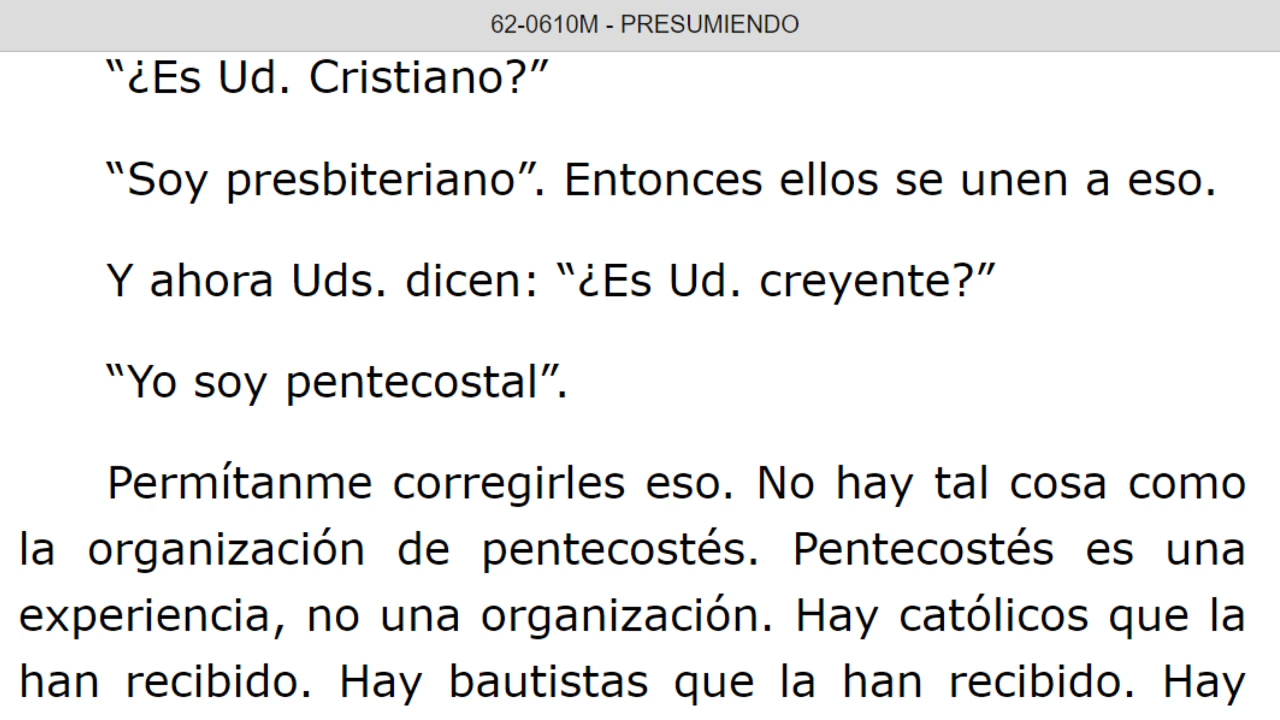 62-0610M - PRESUMIENDO
“¿Es Ud. Cristiano?”
“Soy presbiteriano”. Entonces ellos se unen a eso.
Y ahora Uds. dicen: “¿Es Ud. creyente?”
“Yo soy pentecostal”.
Permítanme corregirles eso. No hay tal cosa como
la organización de pentecostés. Pentecostés es una
experiencia, no una organización. Hay católicos que la
han recibido. Hay bautistas que la han recibido. Hay